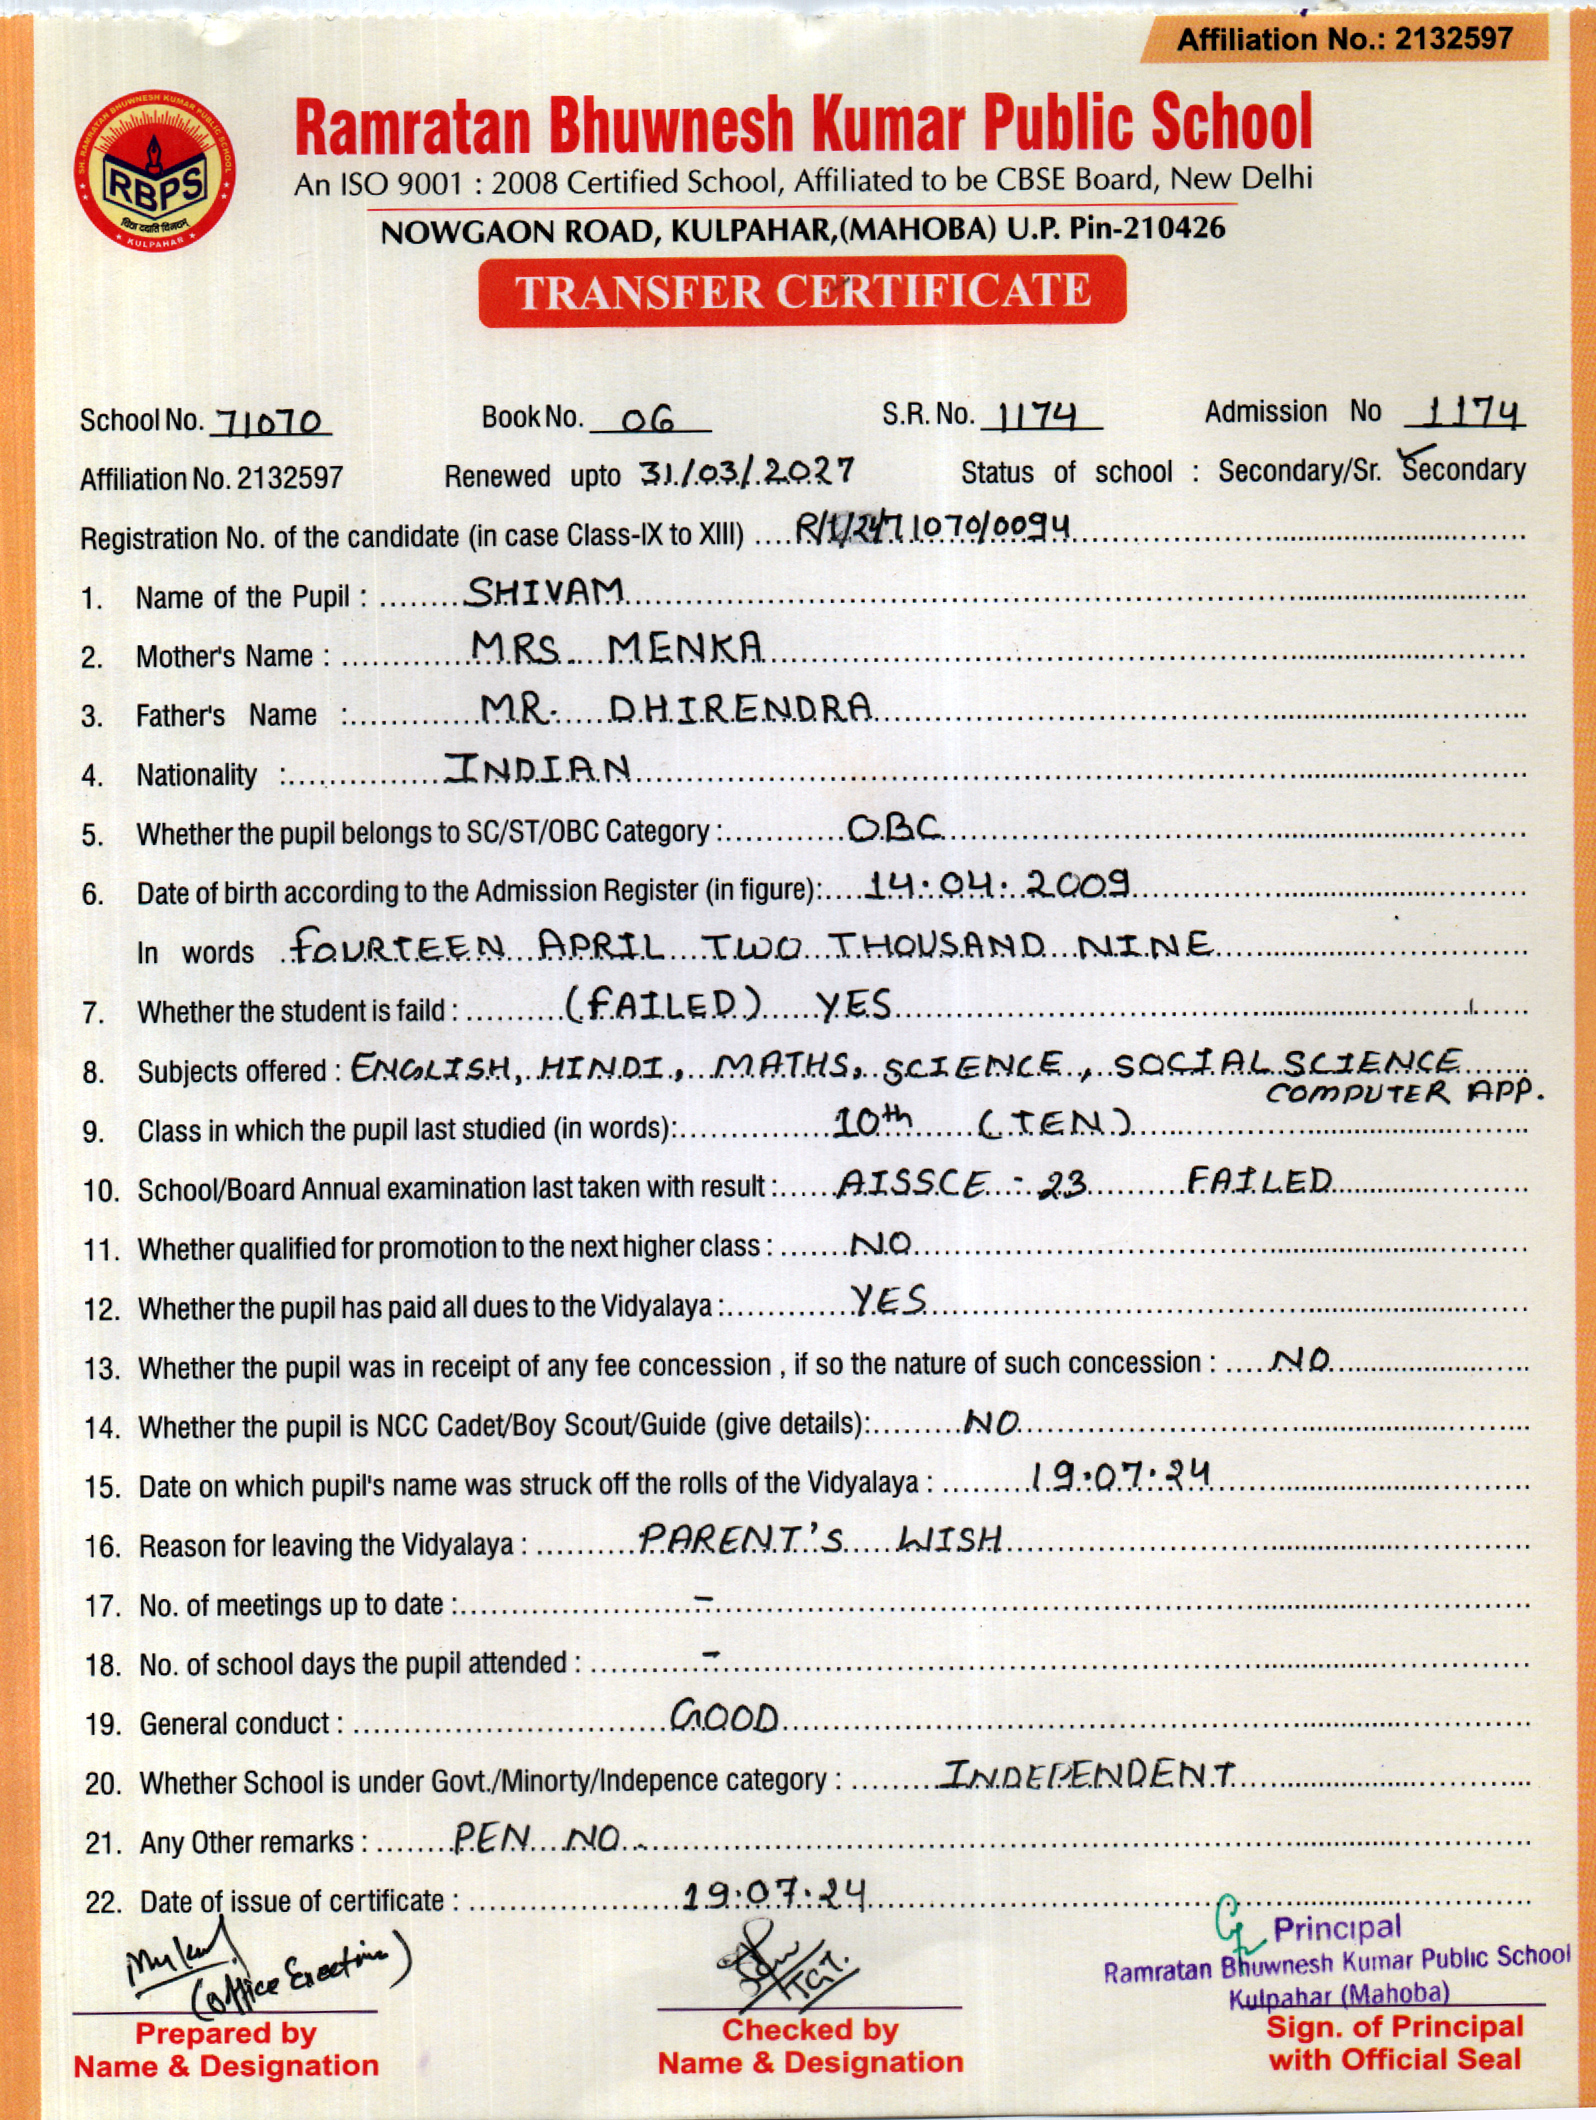 Affiliation No.: 2132597
SH. RAMRATAN BHUWNESH KUMAR PUBLIC SCHOOL
RBPS
विद्या ददाति विनयम्
KULPAHAR
Ramratan Bhuwnesh Kumar Public School
An ISO 9001 : 2008 Certified School, Affiliated to be CBSE Board, New Delhi
NOWGAON ROAD, KULPAHAR,(MAHOBA) U.P. Pin-210426
TRANSFER CERTIFICATE
School No. 71070 Book No. 06 S.R. No. 1174 Admission No 1174
Affiliation No. 2132597 Renewed upto 31/03/2027 Status of school : Secondary/Sr. Secondary
Registration No. of the candidate (in case Class-IX to XIII) .... R/1/24/71070/0094
1. Name of the Pupil : SHIVAM
2. Mother's Name : MRS MENKA
3. Father's Name : MR. DHIRENDRA
4. Nationality : INDIAN
5. Whether the pupil belongs to SC/ST/OBC Category : OBC
6. Date of birth according to the Admission Register (in figure): 14:04:2009
In words FOURTEEN APRIL TWO THOUSAND NINE
7. Whether the student is faild : (FAILED) YES
8. Subjects offered : ENGLISH, HINDI, MATHS, SCIENCE, SOCIAL SCIENCE
COMPUTER APP.
9. Class in which the pupil last studied (in words): 10th (TEN)
10. School/Board Annual examination last taken with result : AISSCE - 23 FAILED
11. Whether qualified for promotion to the next higher class : NO
12. Whether the pupil has paid all dues to the Vidyalaya : YES
13. Whether the pupil was in receipt of any fee concession , if so the nature of such concession : NO
14. Whether the pupil is NCC Cadet/Boy Scout/Guide (give details): NO
15. Date on which pupil's name was struck off the rolls of the Vidyalaya : 19:07:24
16. Reason for leaving the Vidyalaya : PARENT'S WISH
17. No. of meetings up to date : -
18. No. of school days the pupil attended : -
19. General conduct : GOOD
20. Whether School is under Govt./Minorty/Indepence category : INDEPENDENT
21. Any Other remarks : PEN NO -
22. Date of issue of certificate : 19:07:24
Principal
Ramratan Bhuwnesh Kumar Public School
Kulpahar (Mahoba)
(office
TGT.
Prepared by Checked by Sign. of Principal
Name & Designation Name & Designation with Official Seal